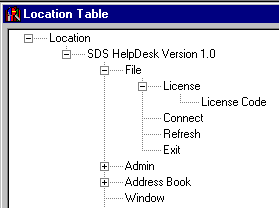 Location Table
Location
SDS HelpDesk Version 1.0
File
License
License Code
Connect
Refresh
Exit
Admin
Address Book
Window